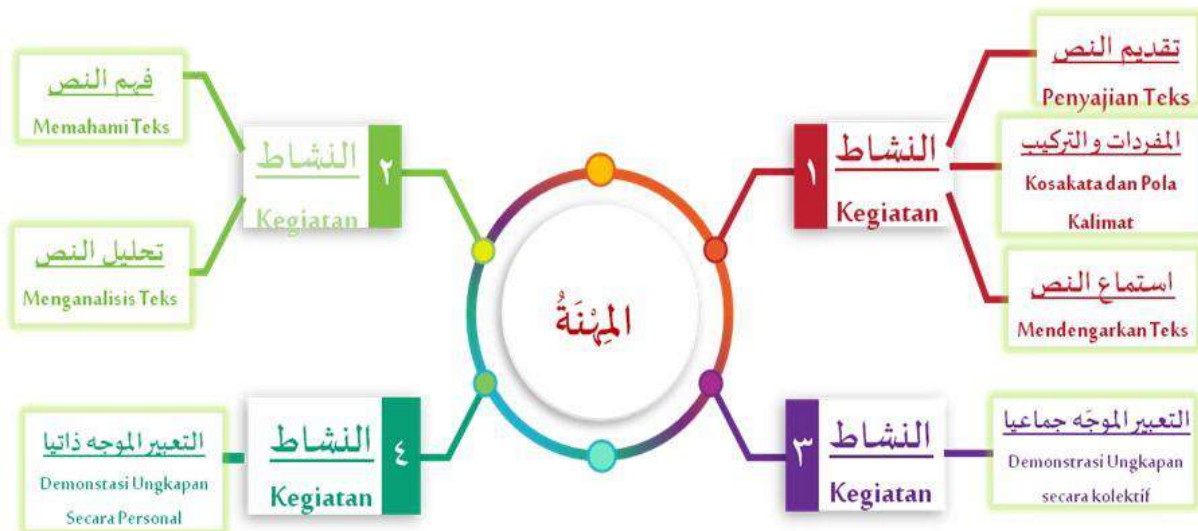 المِهْنَةُ
١
النشاط
Kegiatan
تقديم النص
Penyajian Teks
المفردات و التركيب
Kosakata dan Pola
Kalimat
استماع النص
Mendengarkan Teks
٢
النشاط
Kegiatan
فهم النص
Memahami Teks
تحليل النص
Menganalisis Teks
٣
النشاط
Kegiatan
التعبير الموجّه جماعيا
Demonstrasi Ungkapan
secara kolektif
٤
النشاط
Kegiatan
التعبير الموجه ذاتيا
Demonstasi Ungkapan
Secara Personal